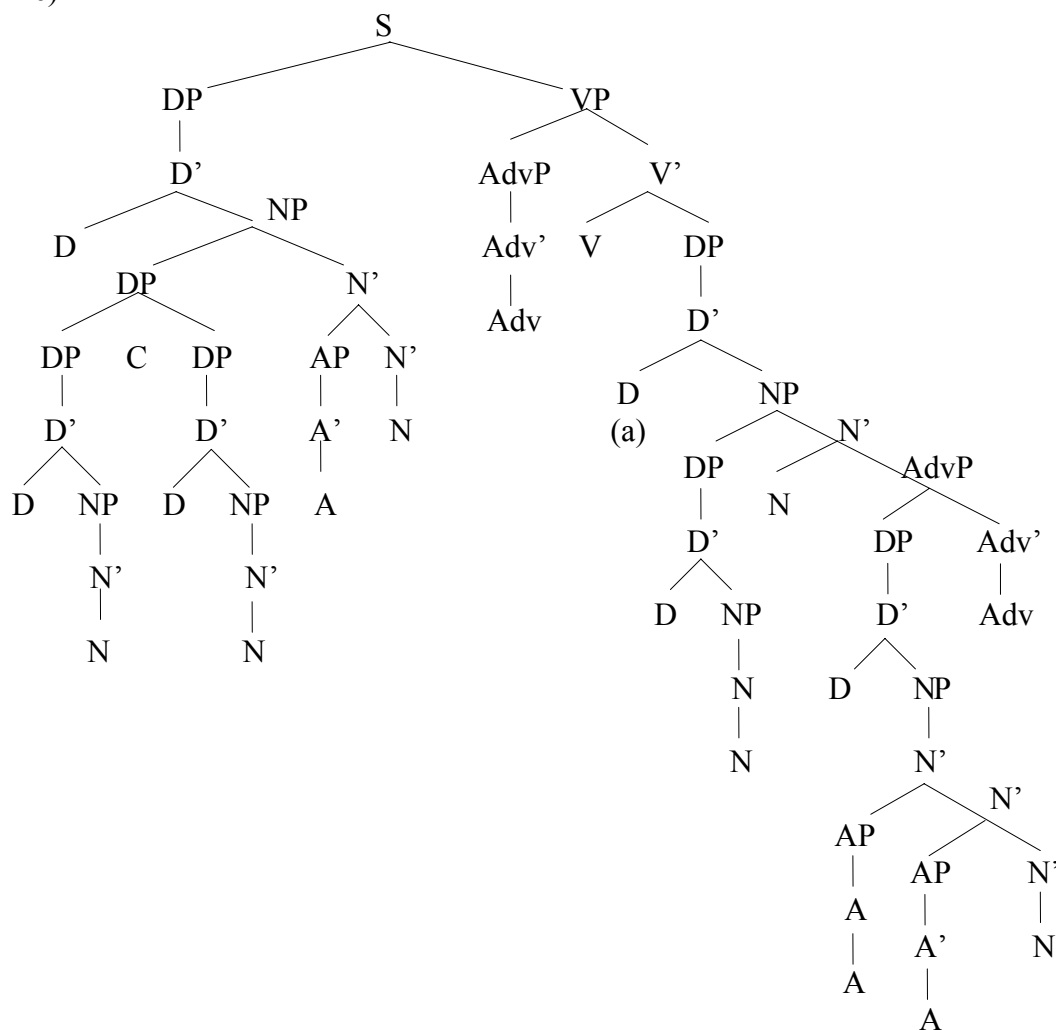 S
DP VP
D’ AdvP V’
NP
D Adv’ V DP
DP N’
Adv D’
DP C DP AP N’
D NP
D’ D’ A’ N (a) N’
DP AdvP
D NP D NP A N
D’ DP Adv’
N’ N’
D NP D’ Adv
N N
N D NP
N N’
N’
AP
AP N’
A
A’ N
A
A